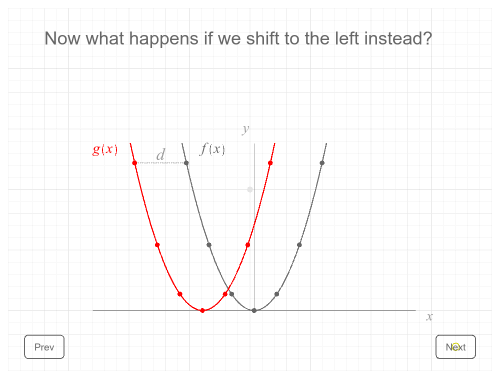 Now what happens if we shift to the left instead?
y
g(x)
d
f(x)
x
Prev
Next